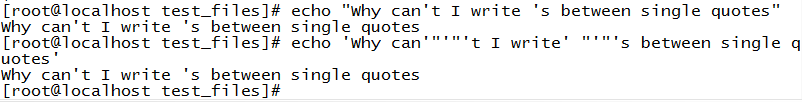 [root@localhost test_files]# echo "Why can't I write 's between single quotes"
Why can't I write 's between single quotes
[root@localhost test_files]# echo 'Why can'"'"'t I write' "'"'s between single q
uotes'
Why can't I write 's between single quotes
[root@localhost test_files]#